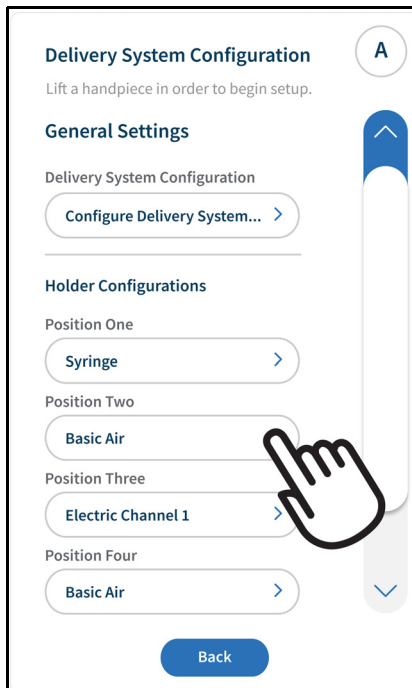 Delivery System Configuration
A
Lift a handpiece in order to begin setup.
General Settings
Delivery System Configuration
Configure Delivery System...
Holder Configurations
Position One
Syringe
Position Two
Basic Air
Position Three
Electric Channel 1
Position Four
Basic Air
Back